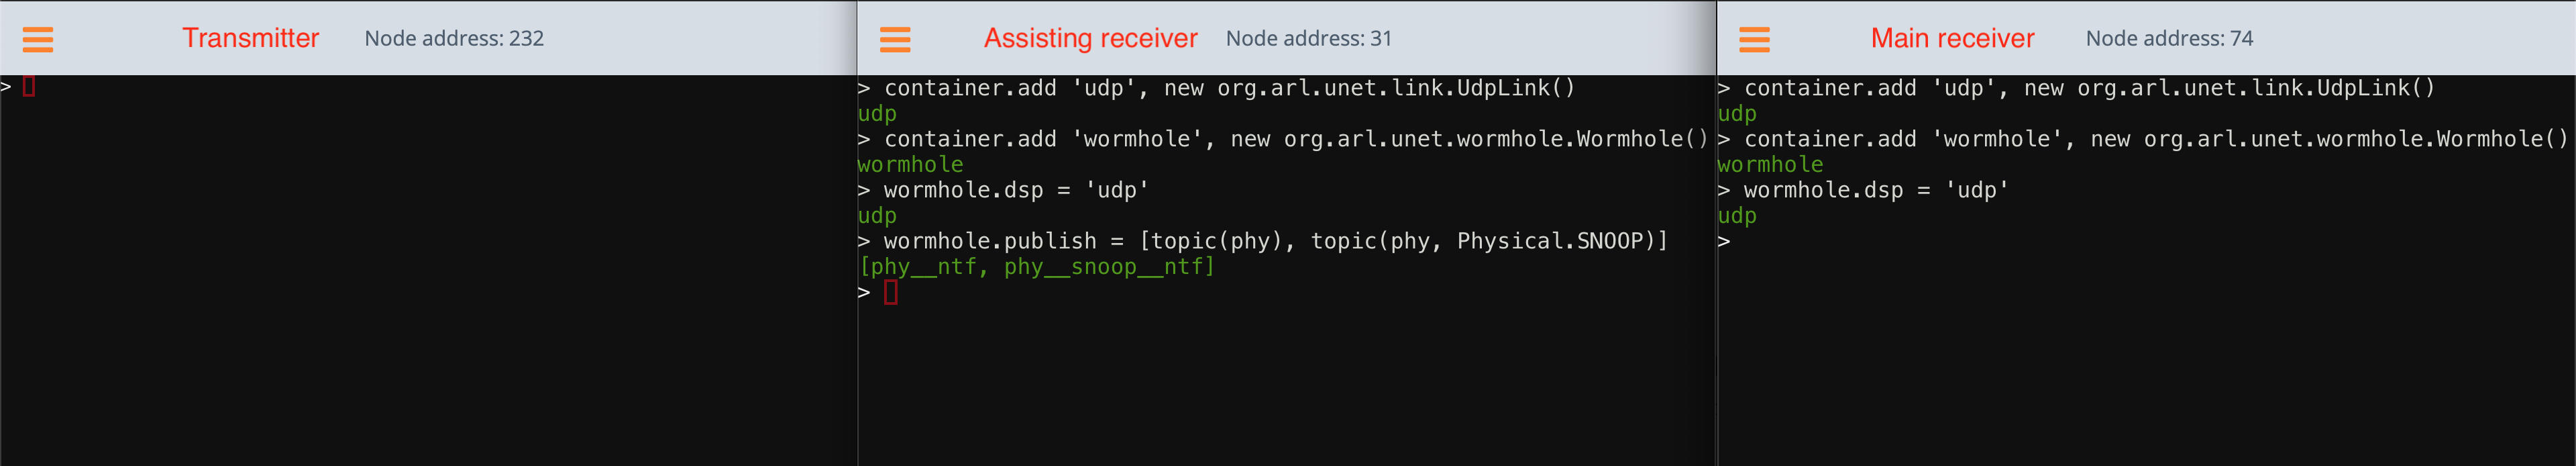 Transmitter Node address: 232
>
Assisting receiver Node address: 31
> container.add 'udp', new org.arl.unet.link.UdpLink()
udp
> container.add 'wormhole', new org.arl.unet.wormhole.Wormhole()
wormhole
> wormhole.dsp = 'udp'
udp
> wormhole.publish = [topic(phy), topic(phy, Physical.SNOOP)]
[phy__ntf, phy__snoop__ntf]
>
Main receiver Node address: 74
> container.add 'udp', new org.arl.unet.link.UdpLink()
udp
> container.add 'wormhole', new org.arl.unet.wormhole.Wormhole()
wormhole
> wormhole.dsp = 'udp'
udp
>